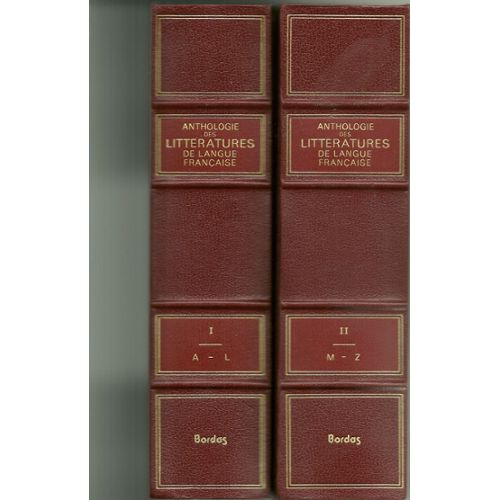 ANTHOLOGIE
DES
LITTERATURES
DE LANGUE
FRANÇAISE
I
A - L
Bordas
ANTHOLOGIE
DES
LITTERATURES
DE LANGUE
FRANÇAISE
II
M - Z
Bordas